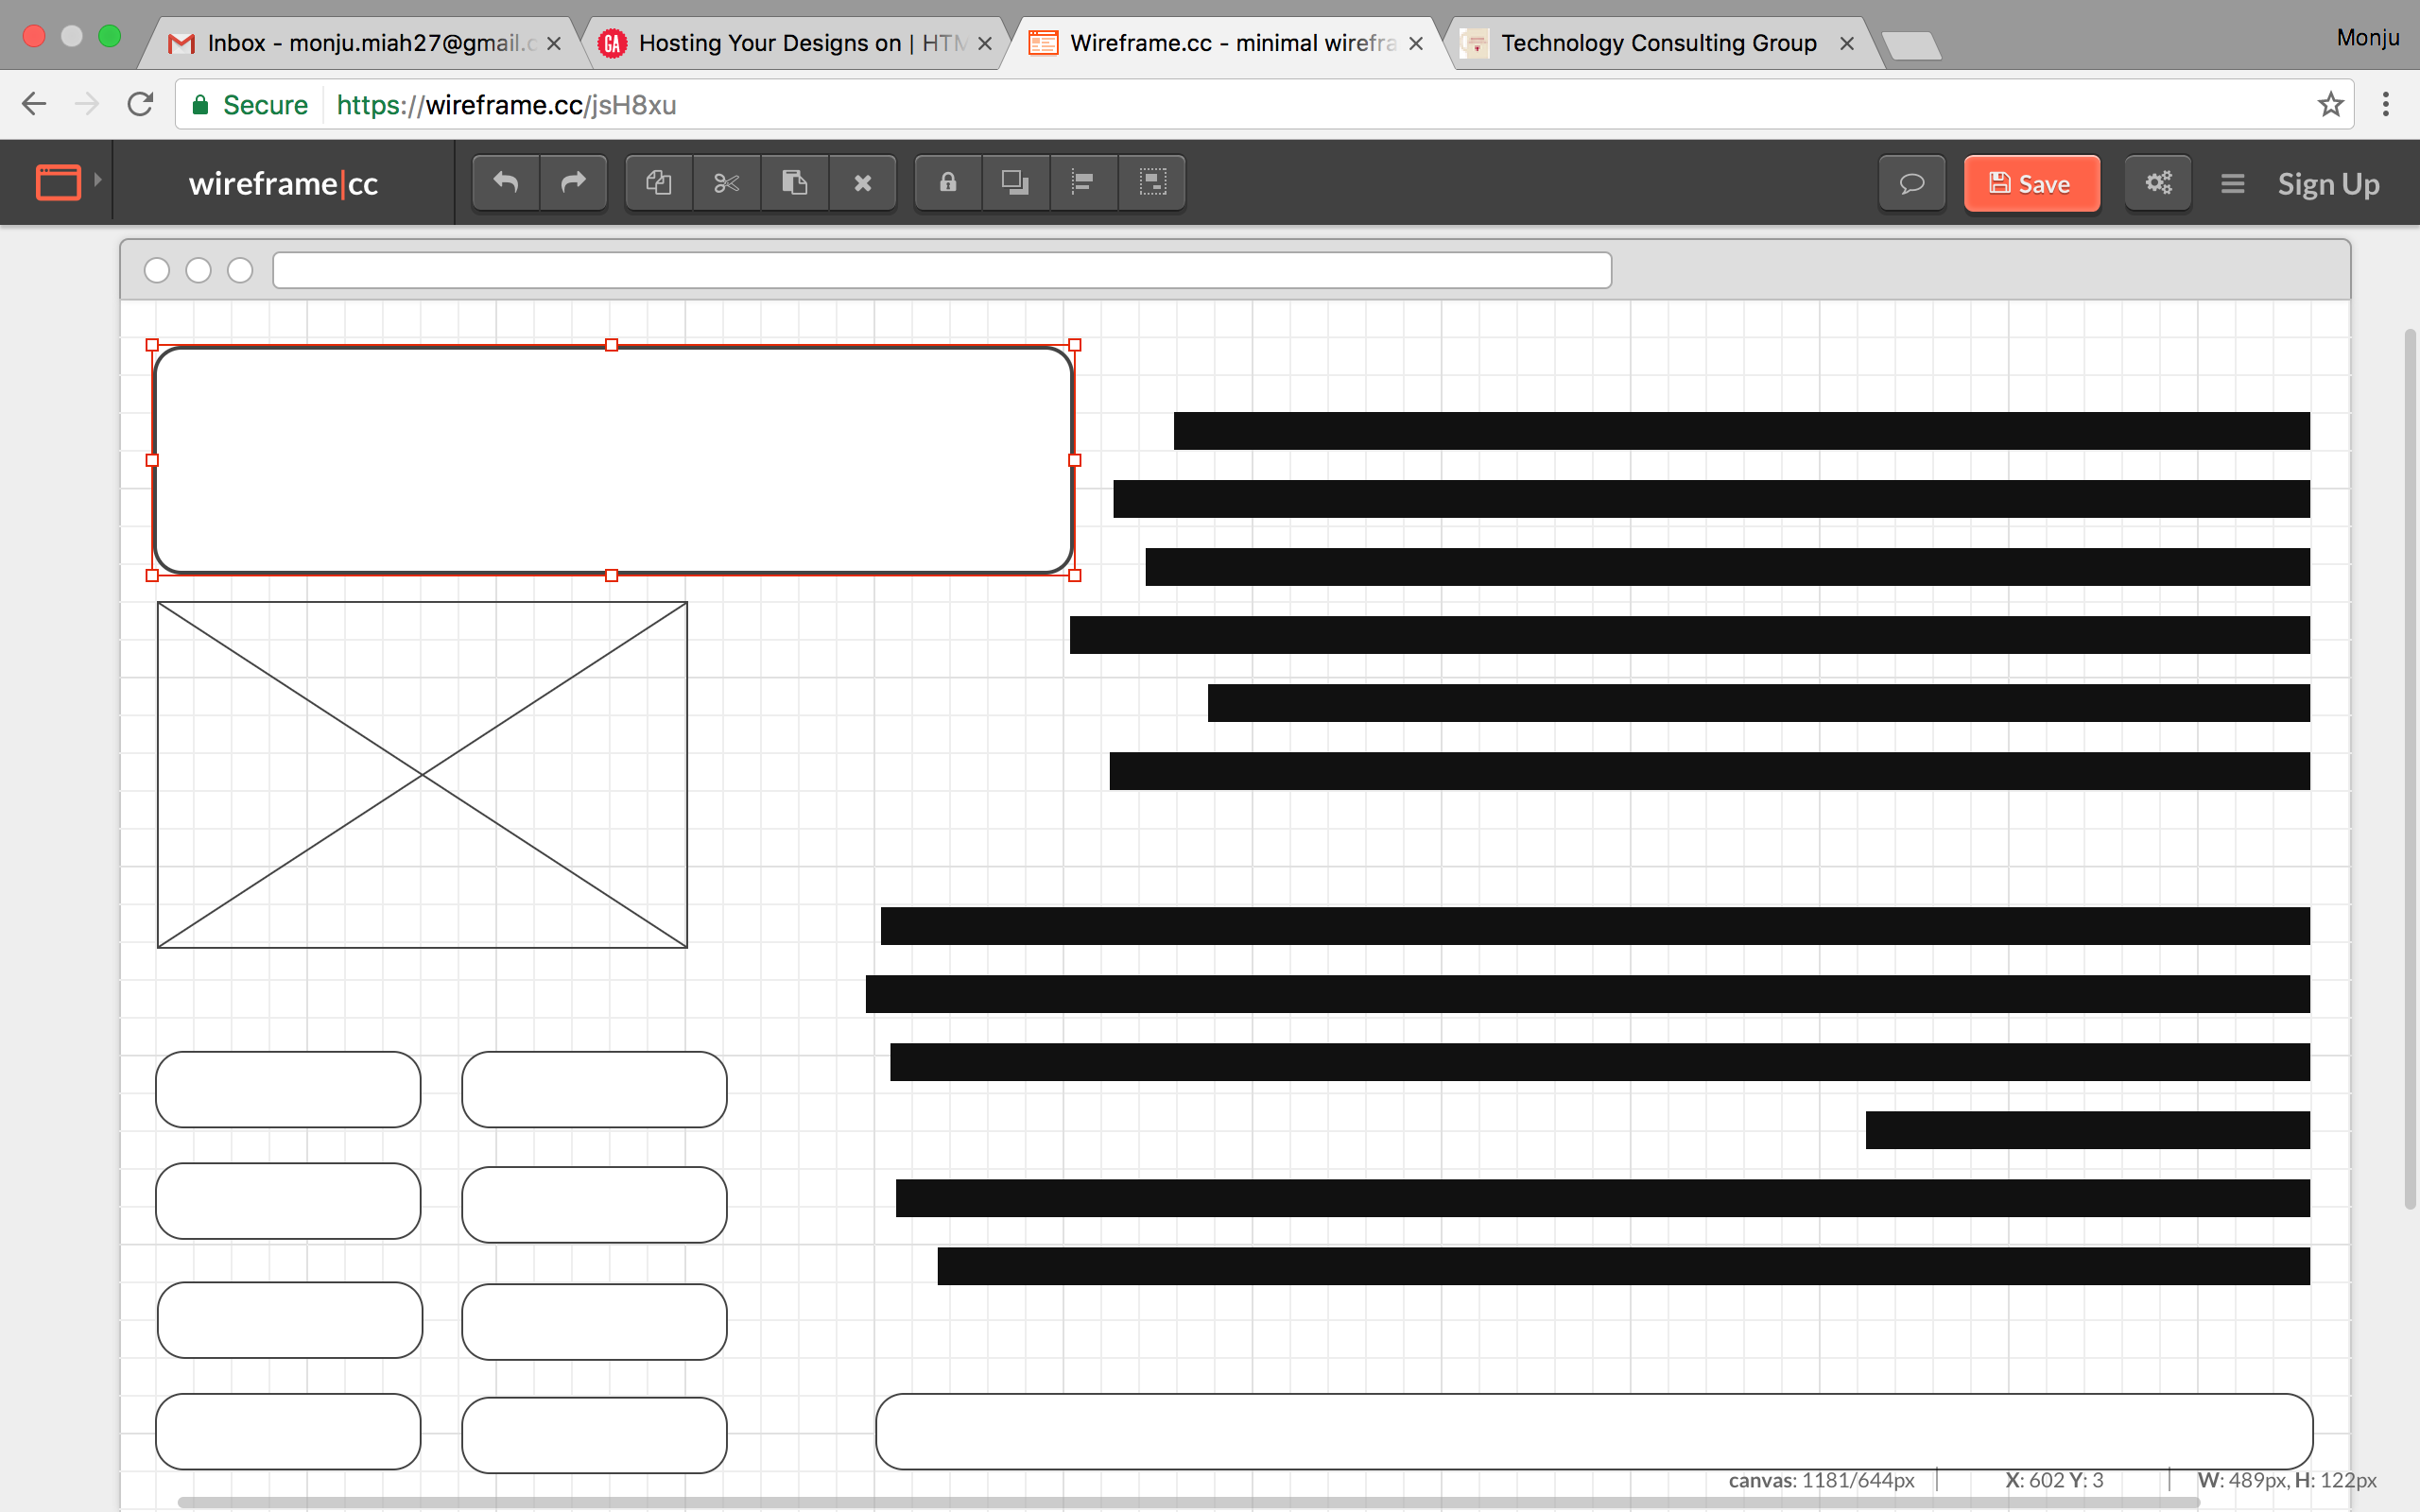 Inbox - monju.miah27@gmail.c
Hosting Your Designs on | HTM
Wireframe.cc - minimal wirefra
Technology Consulting Group
Monju
Secure https://wireframe.cc/jsH8xu
wireframe|cc
Save
Sign Up
canvas: 1181/644px X: 602 Y: 3 W: 489px, H: 122px